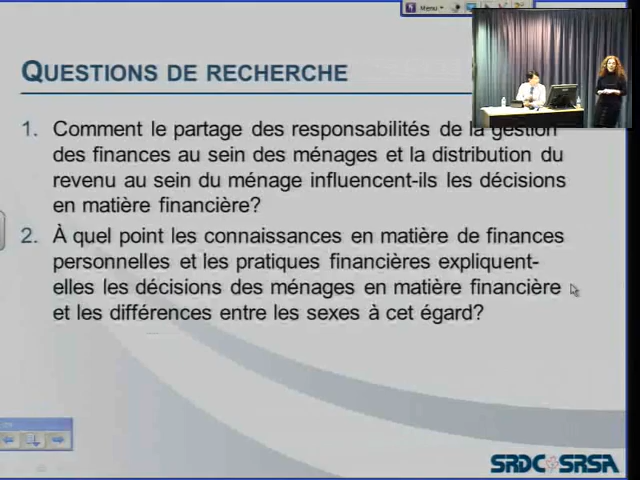 Menu
QUESTIONS DE RECHERCHE
1. Comment le partage des responsabilités de la gestion
des finances au sein des ménages et la distribution du
revenu au sein du ménage influencent-ils les décisions
en matière financière?
2. À quel point les connaissances en matière de finances
personnelles et les pratiques financières expliquent-
elles les décisions des ménages en matière financière
et les différences entre les sexes à cet égard?
SRDC SRSA